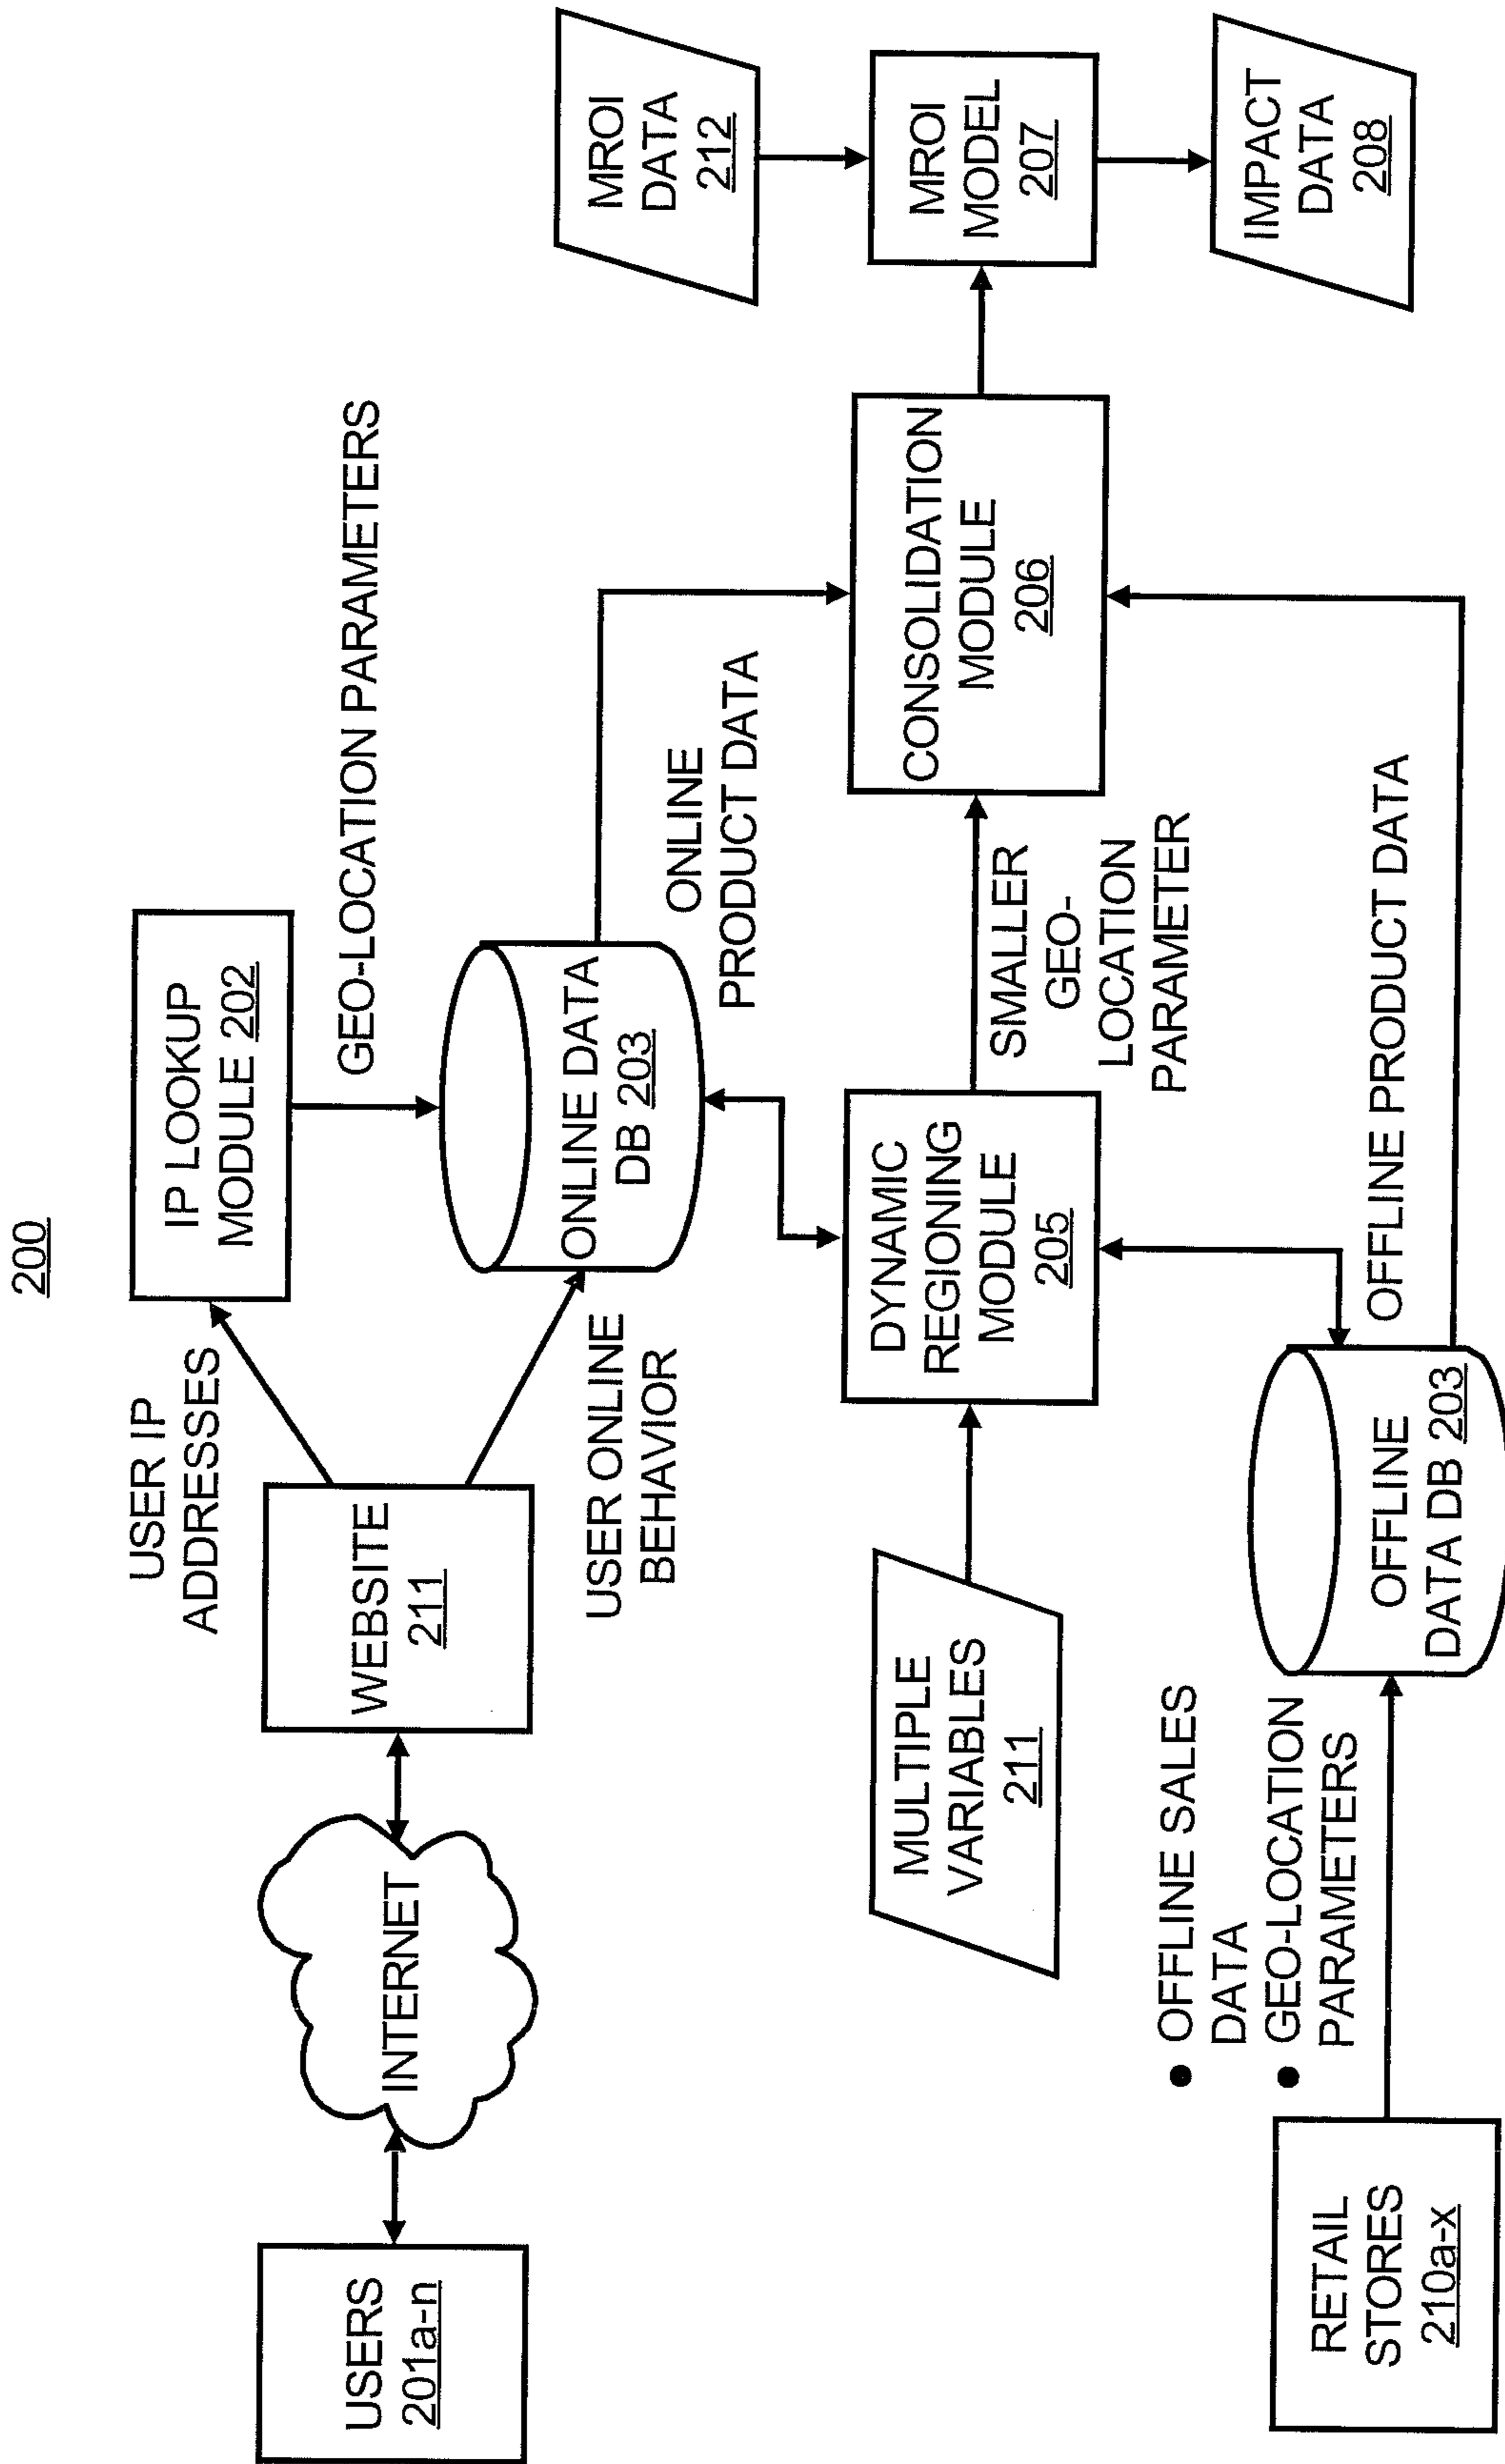 200
USERS
201a-n
INTERNET
WEBSITE
211
USER IP
ADDRESSES
USER ONLINE
BEHAVIOR
IP LOOKUP
MODULE 202
GEO-LOCATION PARAMETERS
ONLINE DATA
DB 203
ONLINE
PRODUCT DATA
MULTIPLE
VARIABLES
211
DYNAMIC
REGIONING
MODULE
205
SMALLER
GEO-
LOCATION
PARAMETER
CONSOLIDATION
MODULE
206
MROI
DATA
212
MROI
MODEL
207
IMPACT
DATA
208
RETAIL
STORES
210a-x
● OFFLINE SALES
DATA
● GEO-LOCATION
PARAMETERS
OFFLINE
DATA DB 203
OFFLINE PRODUCT DATA